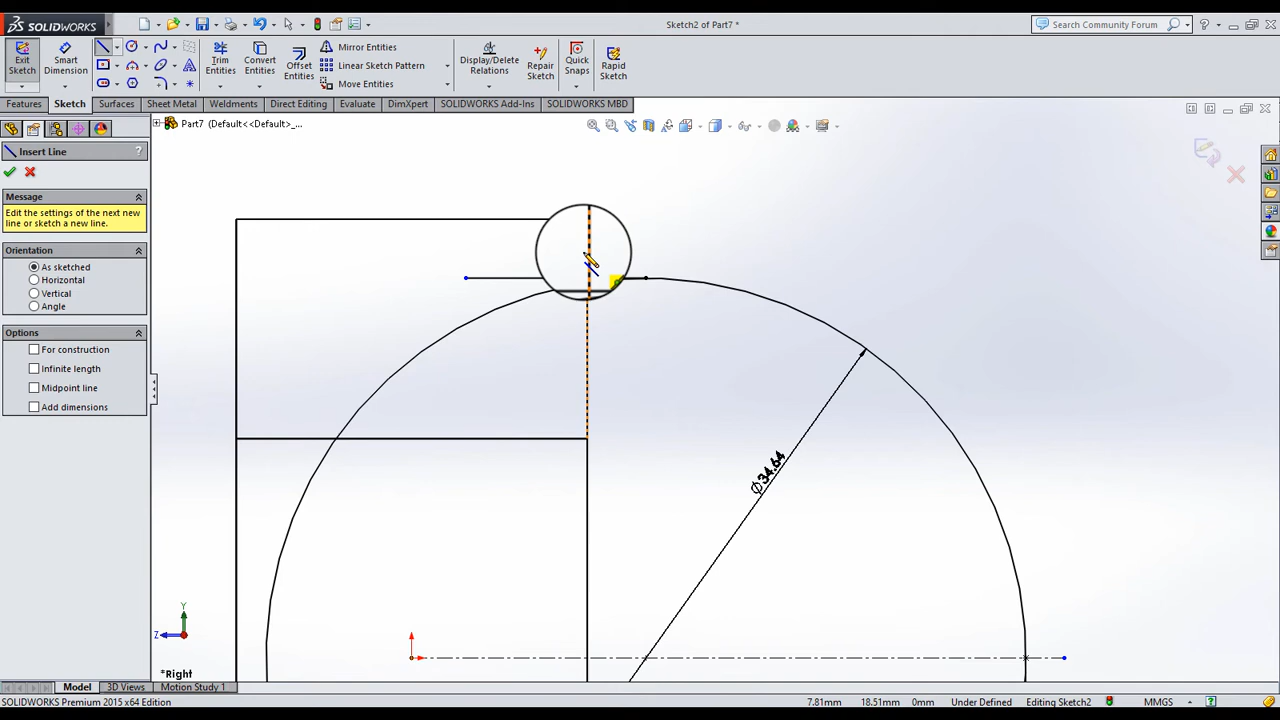 SOLIDWORKS
Sketch2 of Part7 *
Search Community Forum
Exit Sketch
Smart Dimension
Trim Entities
Convert Entities
Offset Entities
Mirror Entities
Linear Sketch Pattern
Move Entities
Display/Delete Relations
Repair Sketch
Quick Snaps
Rapid Sketch
Features Sketch Surfaces Sheet Metal Weldments Direct Editing Evaluate DimXpert SOLIDWORKS Add-Ins SOLIDWORKS MBD
Part7 (Default<<Default>_...
Insert Line ?
Message
Edit the settings of the next new
line or sketch a new line.
Orientation
As sketched
Horizontal
Vertical
Angle
Options
For construction
Infinite length
Midpoint line
Add dimensions
Ø34.64
Y
Z
*Right
Model 3D Views Motion Study 1
SOLIDWORKS Premium 2015 x64 Edition 7.81mm 18.51mm 0mm Under Defined Editing Sketch2 MMGS